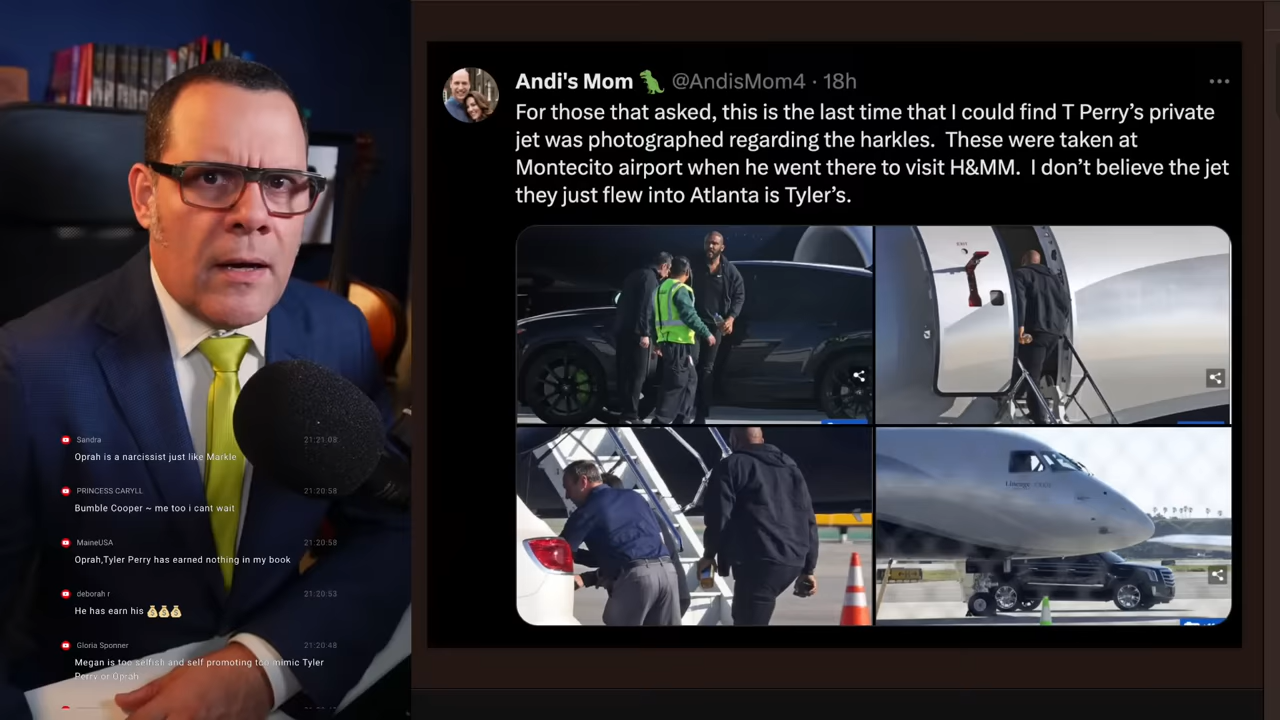 Andi's Mom 🦖 @AndisMom4 · 18h
For those that asked, this is the last time that I could find T Perry’s private
jet was photographed regarding the harkles. These were taken at
Montecito airport when he went there to visit H&MM. I don’t believe the jet
they just flew into Atlanta is Tyler’s.
Sandra 21:21:03
Oprah is a narcissist just like Markle
PRINCESS CARYLL 21:20:58
Bumble Cooper ~ me too i cant wait
MaineUSA 21:20:58
Oprah,Tyler Perry has earned nothing in my book
deborah r 21:20:53
He has earn his 💰💰💰
Gloria Sponner 21:20:48
Megan is too selfish and self promoting too mimic Tyler
Perry or Oprah